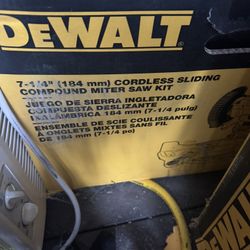 DEWALT
7-1/4" (184 mm) CORDLESS SLIDING
COMPOUND MITER SAW KIT
JUEGO DE SIERRA INGLETADORA
COMPUESTA DESLIZANTE
INALÁMBRICA 184 mm (7-1/4 pulg)
ENSEMBLE DE SCIE COULISSANTE
À ONGLETS MIXTES SANS FIL
DE 184 mm (7-1/4 po)
DEWALT